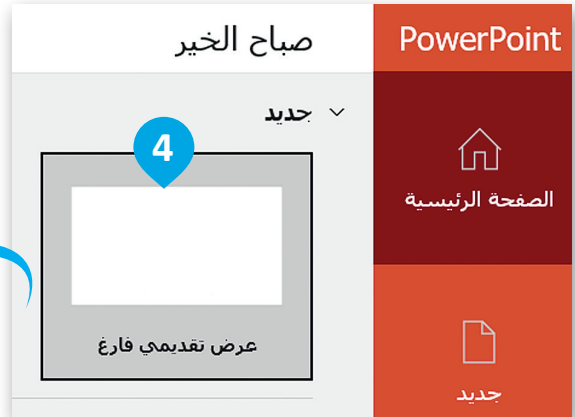 PowerPoint
الصفحة الرئيسية
جديد
صباح الخير
جديد
4
عرض تقديمي فارغ